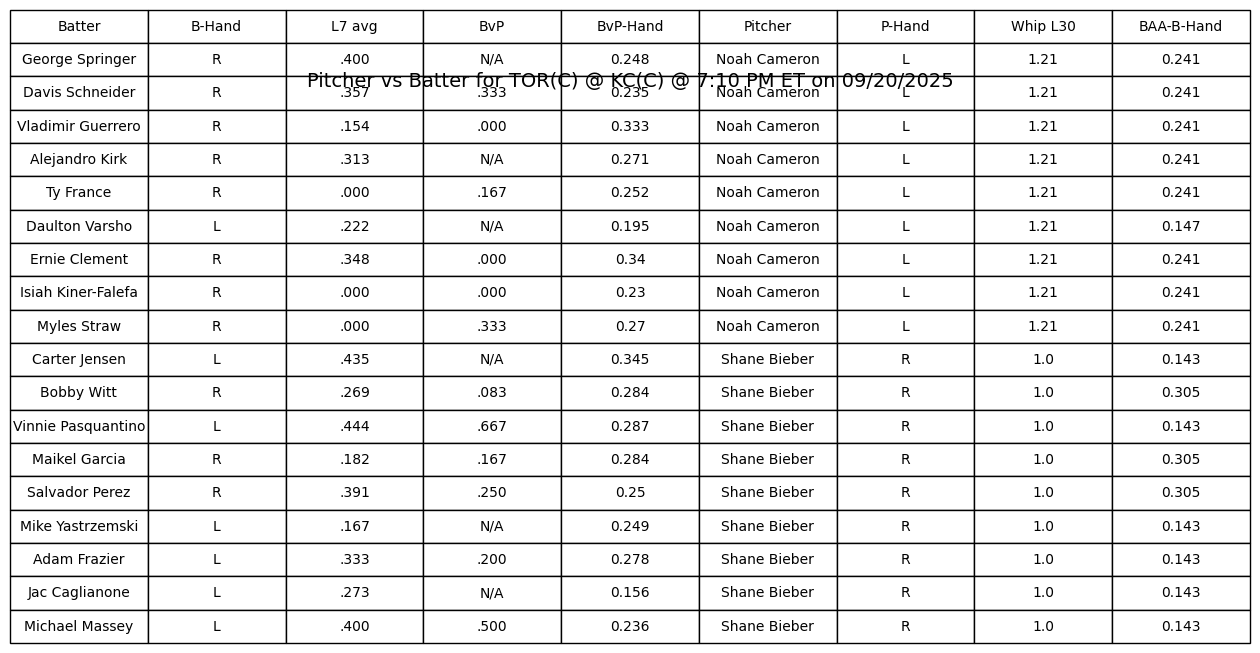 Batter B-Hand L7 avg BvP BvP-Hand Pitcher P-Hand Whip L30 BAA-B-Hand
George Springer R .400 N/A 0.248 Noah Cameron L 1.21 0.241
Pitcher vs Batter for TOR(C) @ KC(C) @ 7:10 PM ET on 09/20/2025
Davis Schneider R .357 .333 0.235 Noah Cameron L 1.21 0.241
Vladimir Guerrero R .154 .000 0.333 Noah Cameron L 1.21 0.241
Alejandro Kirk R .313 N/A 0.271 Noah Cameron L 1.21 0.241
Ty France R .000 .167 0.252 Noah Cameron L 1.21 0.241
Daulton Varsho L .222 N/A 0.195 Noah Cameron L 1.21 0.147
Ernie Clement R .348 .000 0.34 Noah Cameron L 1.21 0.241
Isiah Kiner-Falefa R .000 .000 0.23 Noah Cameron L 1.21 0.241
Myles Straw R .000 .333 0.27 Noah Cameron L 1.21 0.241
Carter Jensen L .435 N/A 0.345 Shane Bieber R 1.0 0.143
Bobby Witt R .269 .083 0.284 Shane Bieber R 1.0 0.305
Vinnie Pasquantino L .444 .667 0.287 Shane Bieber R 1.0 0.143
Maikel Garcia R .182 .167 0.284 Shane Bieber R 1.0 0.305
Salvador Perez R .391 .250 0.25 Shane Bieber R 1.0 0.305
Mike Yastrzemski L .167 N/A 0.249 Shane Bieber R 1.0 0.143
Adam Frazier L .333 .200 0.278 Shane Bieber R 1.0 0.143
Jac Caglianone L .273 N/A 0.156 Shane Bieber R 1.0 0.143
Michael Massey L .400 .500 0.236 Shane Bieber R 1.0 0.143